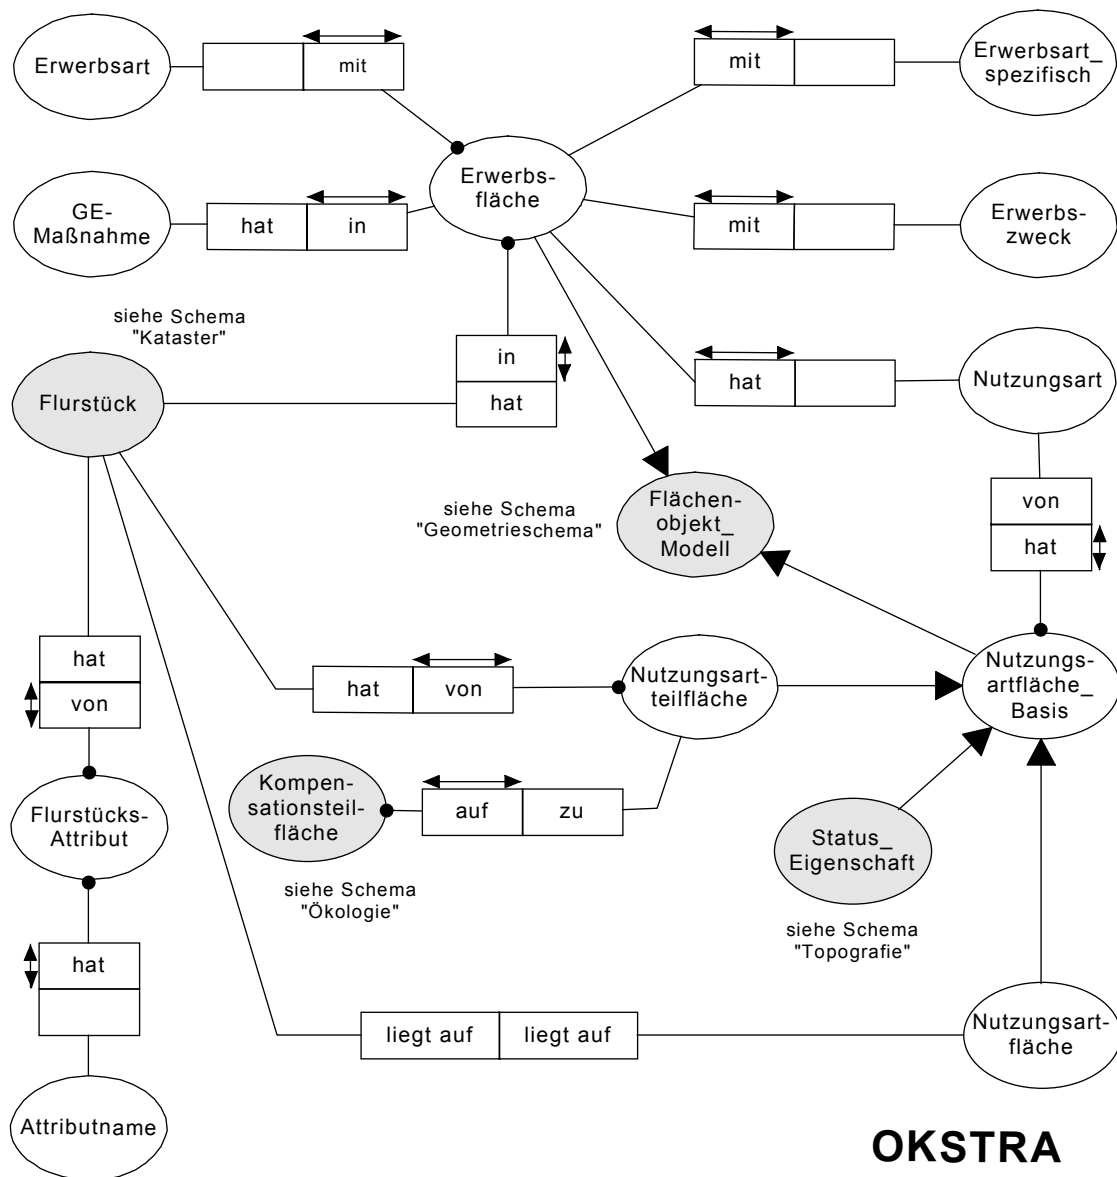 Erwerbsart
mit
mit
Erwerbsart_
spezifisch
Erwerbs-
fläche
GE-
Maßnahme
hat
in
mit
Erwerbs-
zweck
siehe Schema
"Kataster"
in
hat
hat
Nutzungsart
Flurstück
siehe Schema
"Geometrieschema"
Flächen-
objekt_
Modell
von
hat
hat
von
hat
von
Nutzungsart-
teilfläche
Nutzungs-
artfläche_
Basis
Kompen-
sationsteil-
fläche
auf
zu
Flurstücks-
Attribut
Status_
Eigenschaft
siehe Schema
"Ökologie"
siehe Schema
"Topografie"
hat
liegt auf
liegt auf
Nutzungsart-
fläche
Attributname
OKSTRA